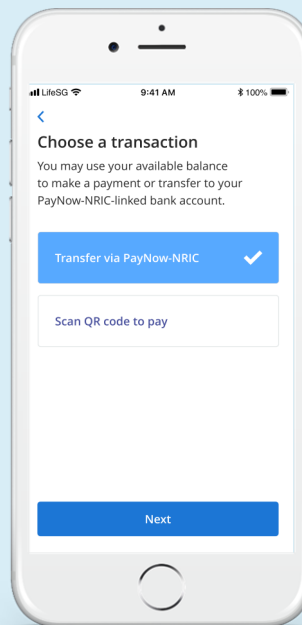 LifeSG 9:41 AM 100%
Choose a transaction
You may use your available balance
to make a payment or transfer to your
PayNow-NRIC-linked bank account.
Transfer via PayNow-NRIC
Scan QR code to pay
Next